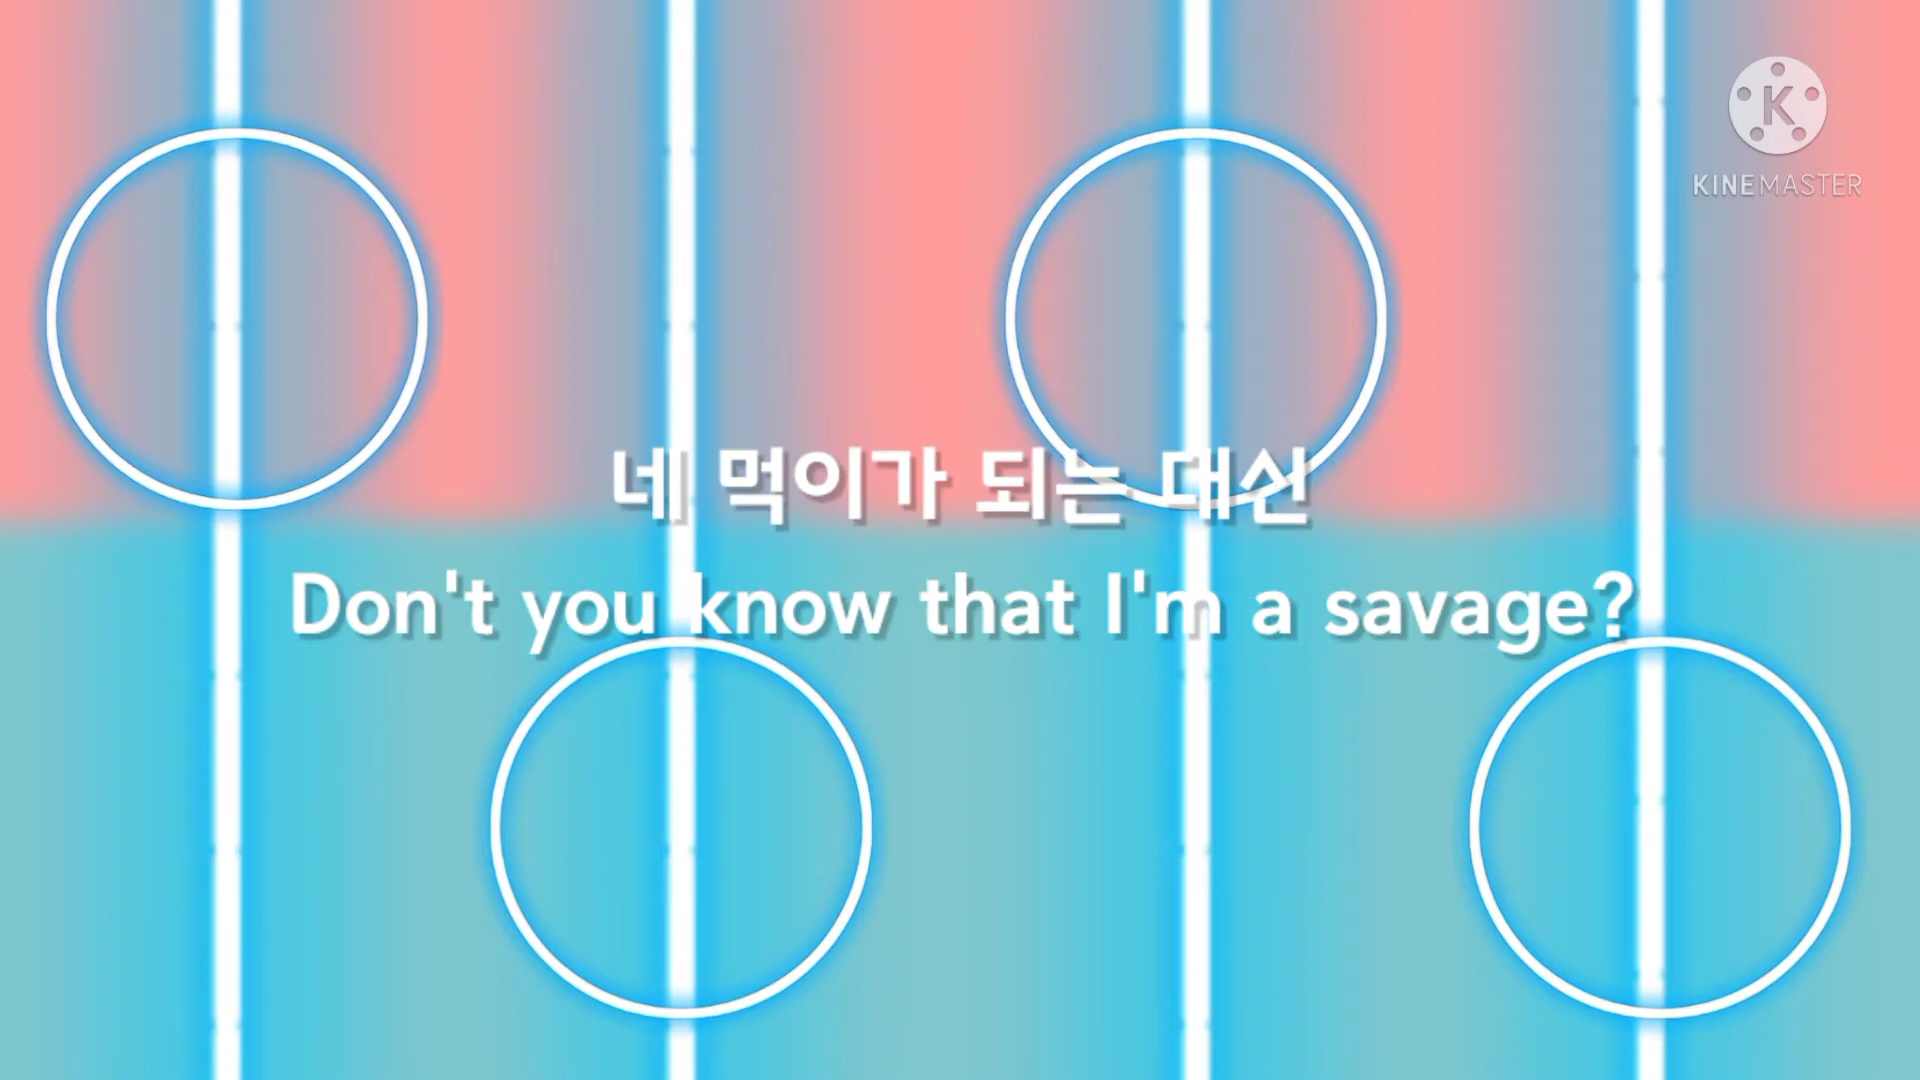 K
KINEMASTER
네 먹이가 되는 대신
Don't you know that I'm a savage?